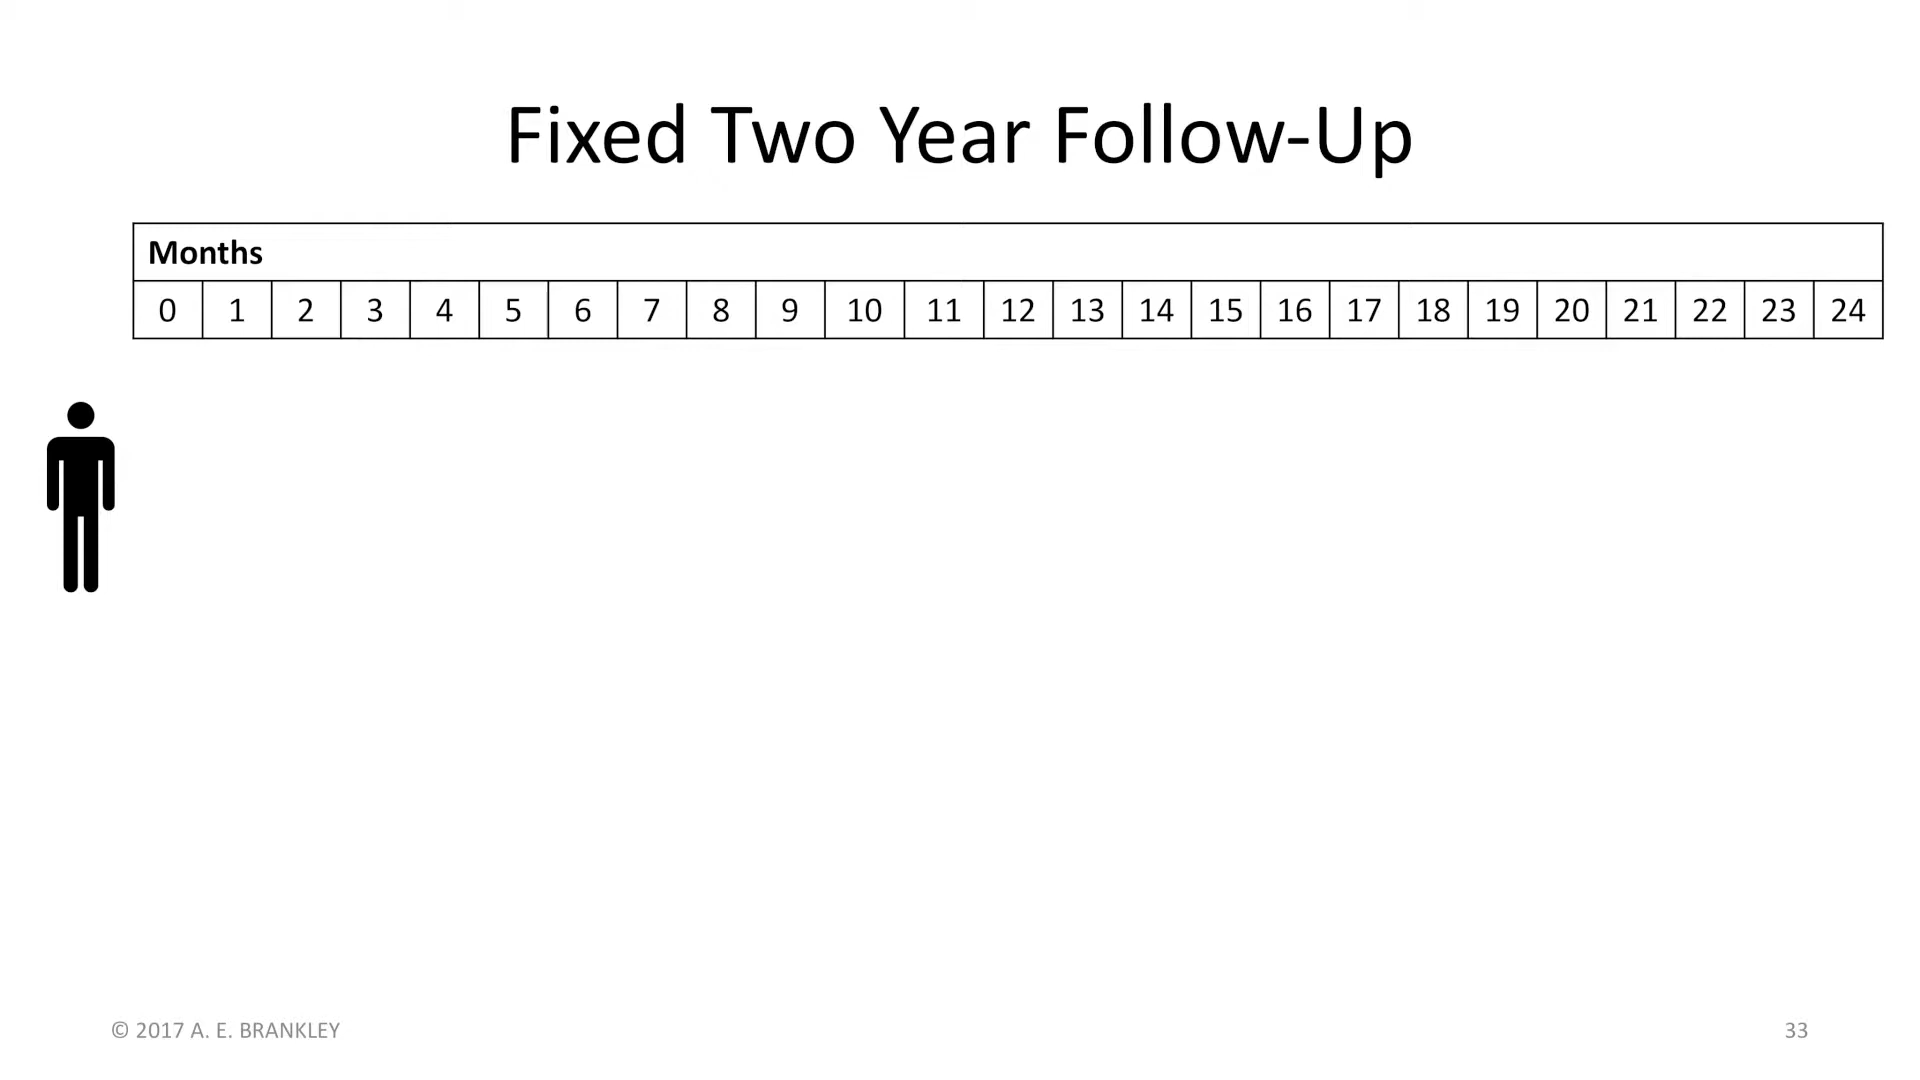 Fixed Two Year Follow-Up
Months
0 1 2 3 4 5 6 7 8 9 10 11 12 13 14 15 16 17 18 19 20 21 22 23 24
© 2017 A. E. BRANKLEY
33